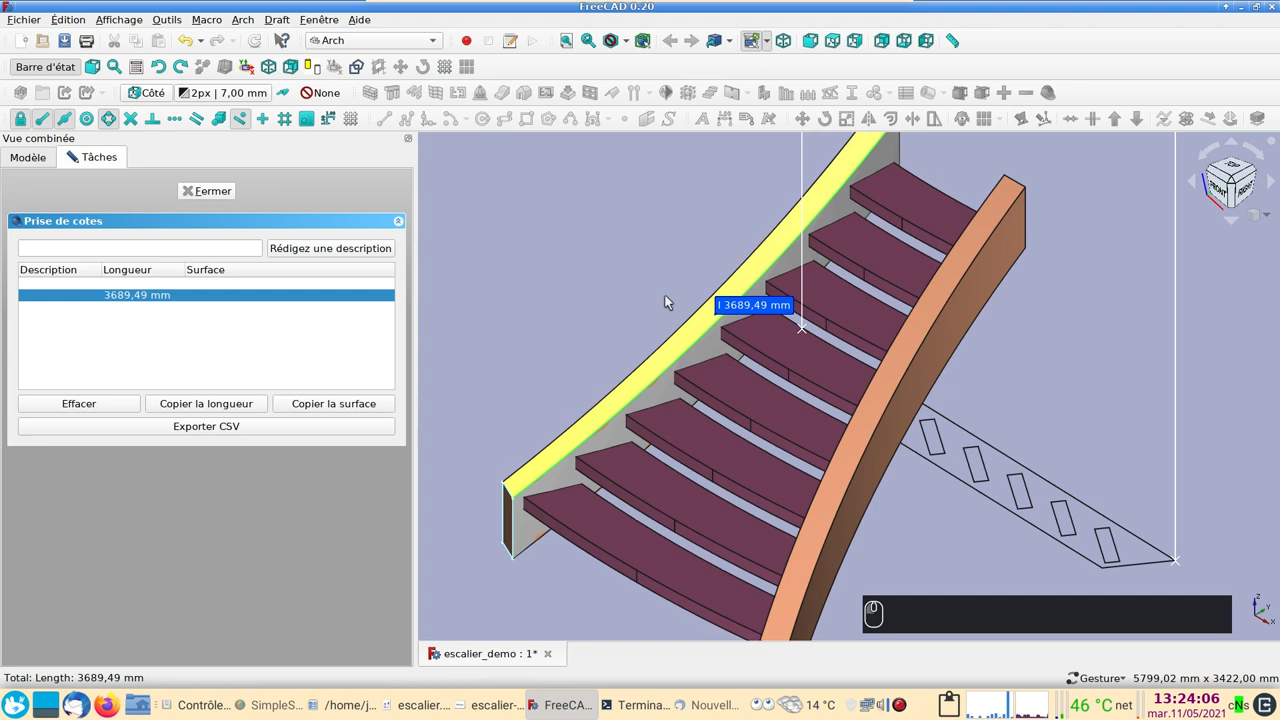 FreeCAD 0.20
Fichier Édition Affichage Outils Macro Arch Draft Fenêtre Aide
Arch
Barre d'état
Côté 2px | 7,00 mm None
Vue combinée
Modèle Tâches
Fermer
Prise de cotes
Rédigez une description
Description Longueur Surface
3689,49 mm
Effacer Copier la longueur Copier la surface
Exporter CSV
l 3689,49 mm
FRONT RIGHT
Z
Y
X
escalier_demo : 1*
Total: Length: 3689,49 mm
Gesture 5799,02 mm x 3422,00 mm
Contrôle... SimpleS... /home/j... escalier... escalier-... FreeCA... Termina... Nouvell... 14 °C 46 °C net 13:24:06
mar.11/05/2021